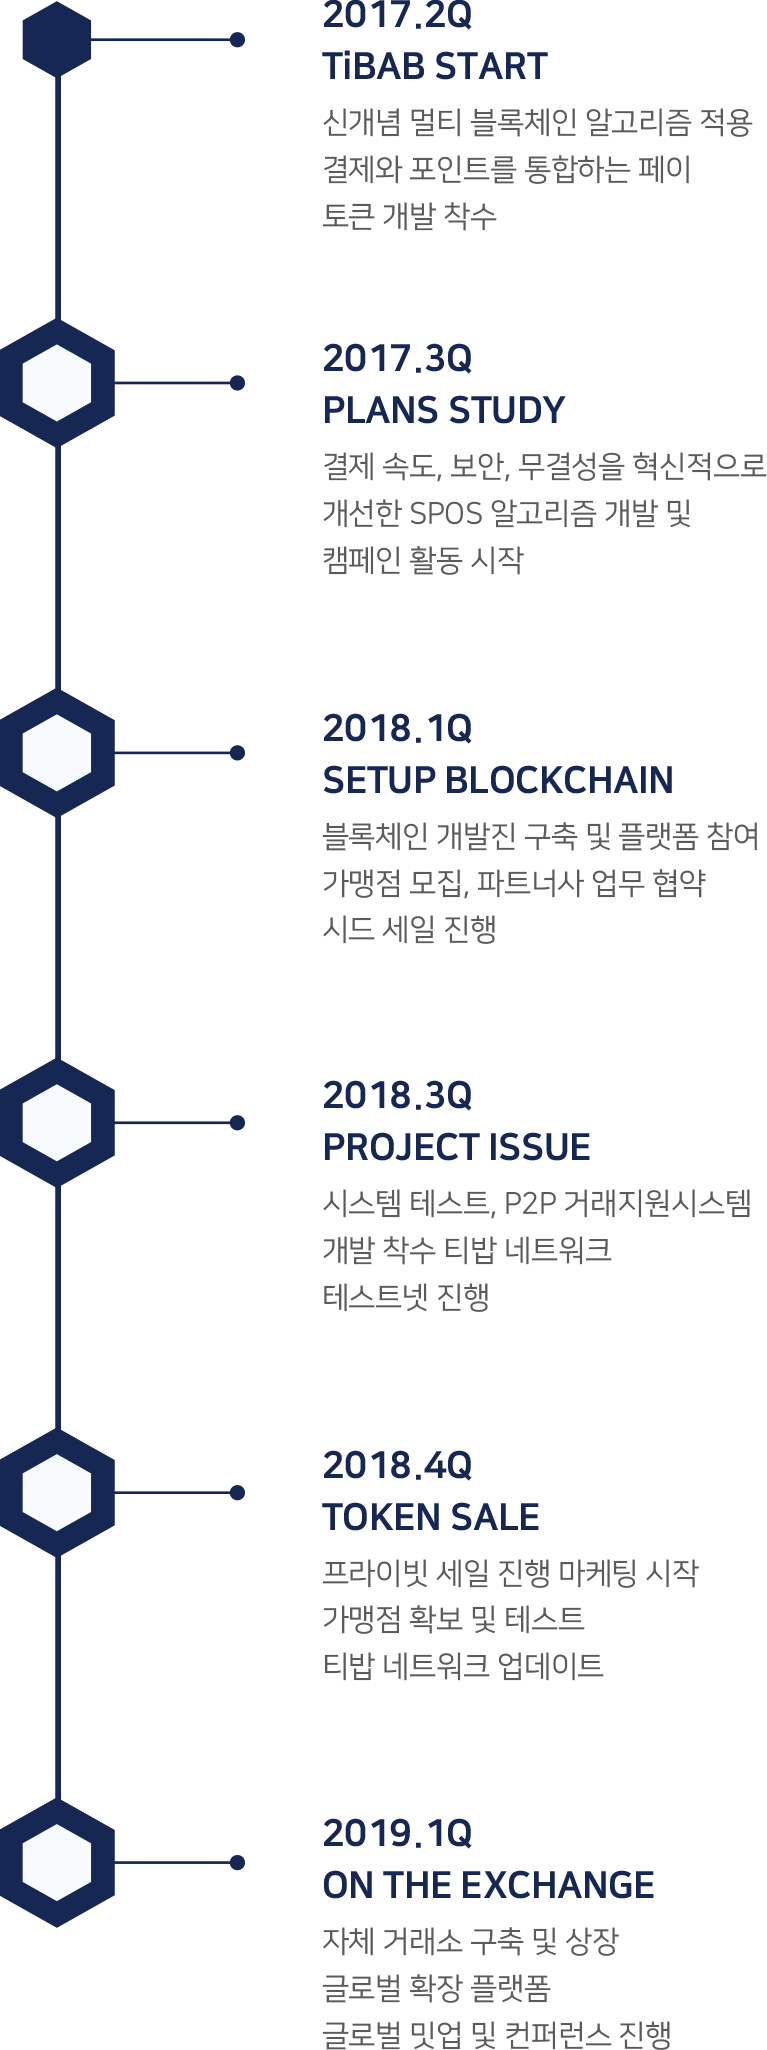 2017.2Q
TiBAB START
신개념 멀티 블록체인 알고리즘 적용
결제와 포인트를 통합하는 페이
토큰 개발 착수
2017.3Q
PLANS STUDY
결제 속도, 보안, 무결성을 혁신적으로
개선한 SPOS 알고리즘 개발 및
캠페인 활동 시작
2018.1Q
SETUP BLOCKCHAIN
블록체인 개발진 구축 및 플랫폼 참여
가맹점 모집, 파트너사 업무 협약
시드 세일 진행
2018.3Q
PROJECT ISSUE
시스템 테스트, P2P 거래지원시스템
개발 착수 티밥 네트워크
테스트넷 진행
2018.4Q
TOKEN SALE
프라이빗 세일 진행 마케팅 시작
가맹점 확보 및 테스트
티밥 네트워크 업데이트
2019.1Q
ON THE EXCHANGE
자체 거래소 구축 및 상장
글로벌 확장 플랫폼
글로벌 밋업 및 컨퍼런스 진행